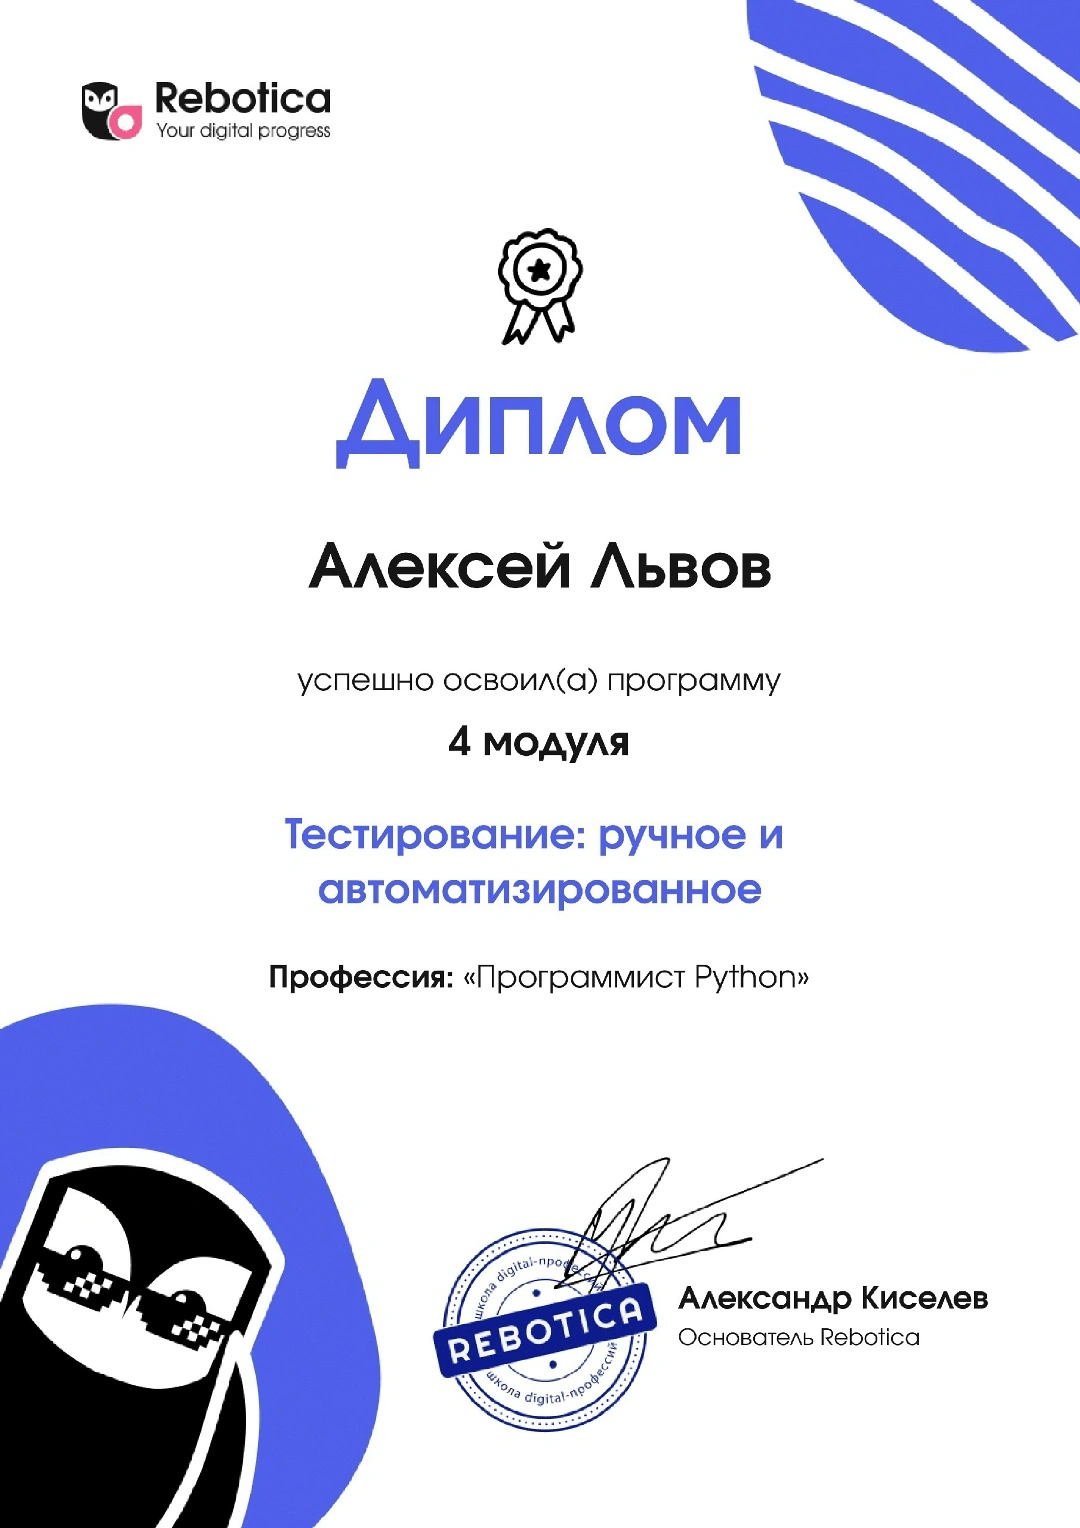 Rebotica
Your digital progress
Диплом
Алексей Львов
успешно освоил(а) программу
4 модуля
Тестирование: ручное и
автоматизированное
Профессия: «Программист Python»
школа digital-профессий
REBOTICA
школа digital-профессий
Александр Киселев
Основатель Rebotica